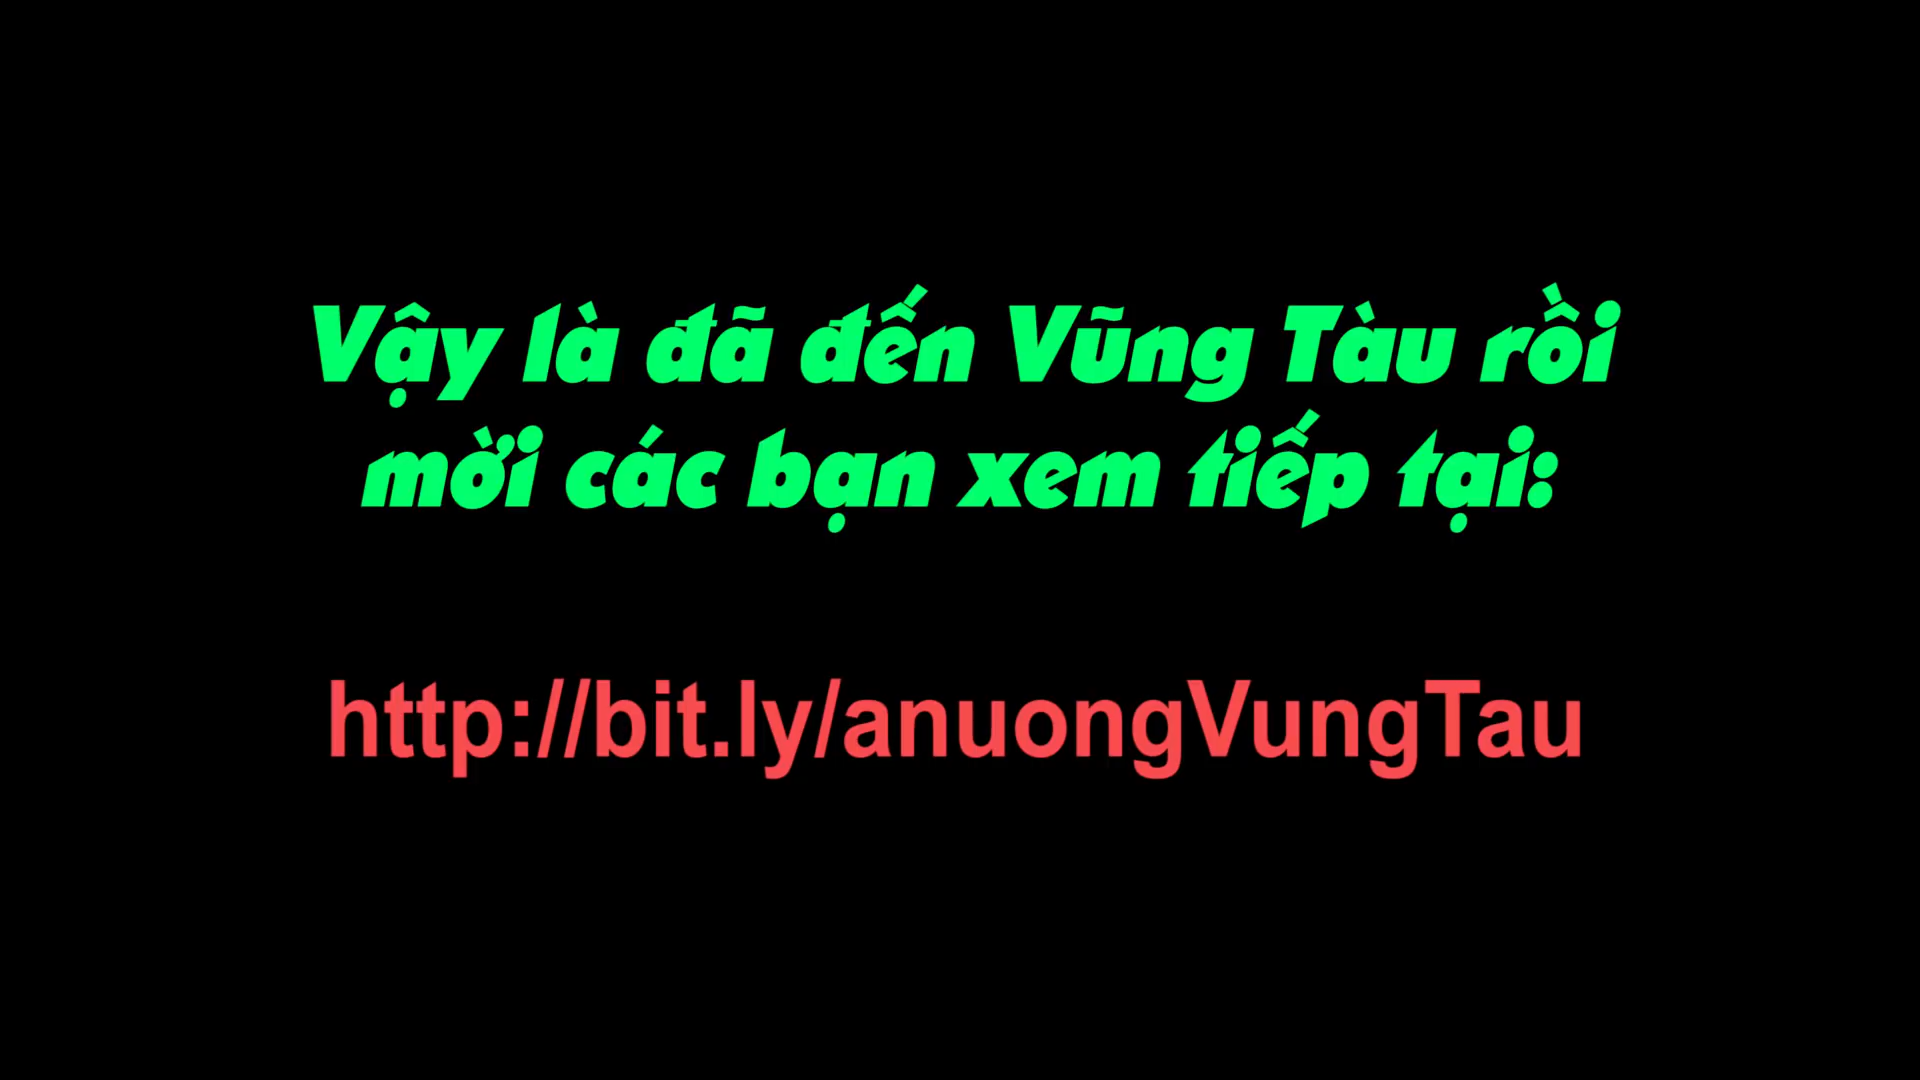 Vậy là đã đến Vũng Tàu rồi
mời các bạn xem tiếp tại:
http://bit.ly/anuongVungTau